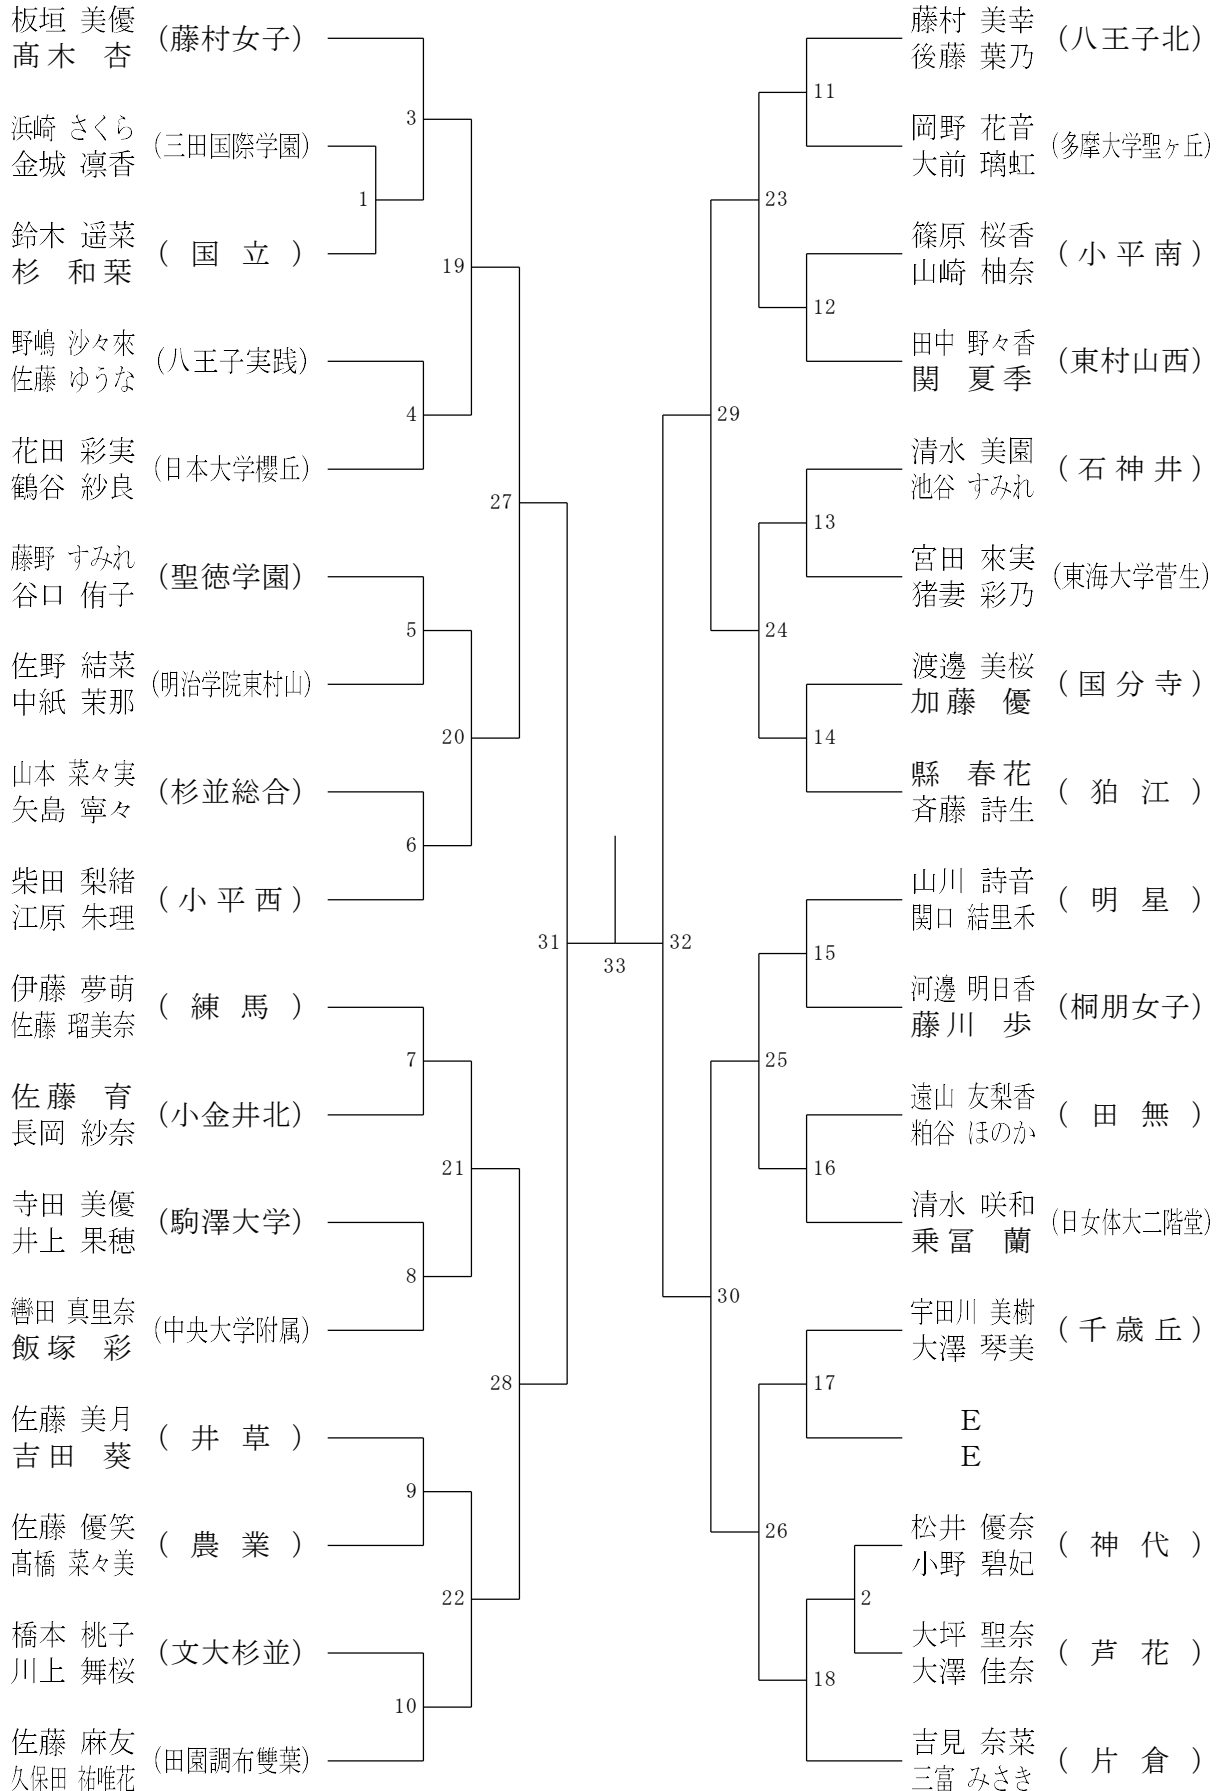 板垣 美優
髙木 杏
(藤村女子)
浜崎 さくら
金城 凛香
(三田国際学園)
鈴木 遥菜
杉 和栞
(国立)
野嶋 沙々來
佐藤 ゆうな
(八王子実践)
花田 彩実
鶴谷 紗良
(日本大学櫻丘)
藤野 すみれ
谷口 侑子
(聖徳学園)
佐野 結菜
中紙 茉那
(明治学院東村山)
山本 菜々実
矢島 寧々
(杉並総合)
柴田 梨緒
江原 朱理
(小平西)
伊藤 夢萌
佐藤 瑠美奈
(練馬)
佐藤 育
長岡 紗奈
(小金井北)
寺田 美優
井上 果穂
(駒澤大学)
轡田 真里奈
飯塚 彩
(中央大学附属)
佐藤 美月
吉田 葵
(井草)
佐藤 優笑
髙橋 菜々美
(農業)
橋本 桃子
川上 舞桜
(文大杉並)
佐藤 麻友
久保田 祐唯花
(田園調布雙葉)
3
1
19
4
27
5
20
6
31
7
21
8
28
9
22
10
33
32
11
23
12
29
13
24
14
15
25
16
30
17
26
2
18
藤村 美幸
後藤 葉乃
(八王子北)
岡野 花音
大前 璃虹
(多摩大学聖ヶ丘)
篠原 桜香
山崎 柚奈
(小平南)
田中 野々香
関 夏季
(東村山西)
清水 美園
池谷 すみれ
(石神井)
宮田 來実
猪妻 彩乃
(東海大学菅生)
渡邊 美桜
加藤 優
(国分寺)
縣 春花
斉藤 詩生
(狛江)
山川 詩音
関口 結里禾
(明星)
河邊 明日香
藤川 歩
(桐朋女子)
遠山 友梨香
粕谷 ほのか
(田無)
清水 咲和
乗冨 蘭
(日女体大二階堂)
宇田川 美樹
大澤 琴美
(千歳丘)
E
E
松井 優奈
小野 碧妃
(神代)
大坪 聖奈
大澤 佳奈
(芦花)
吉見 奈菜
三富 みさき
(片倉)